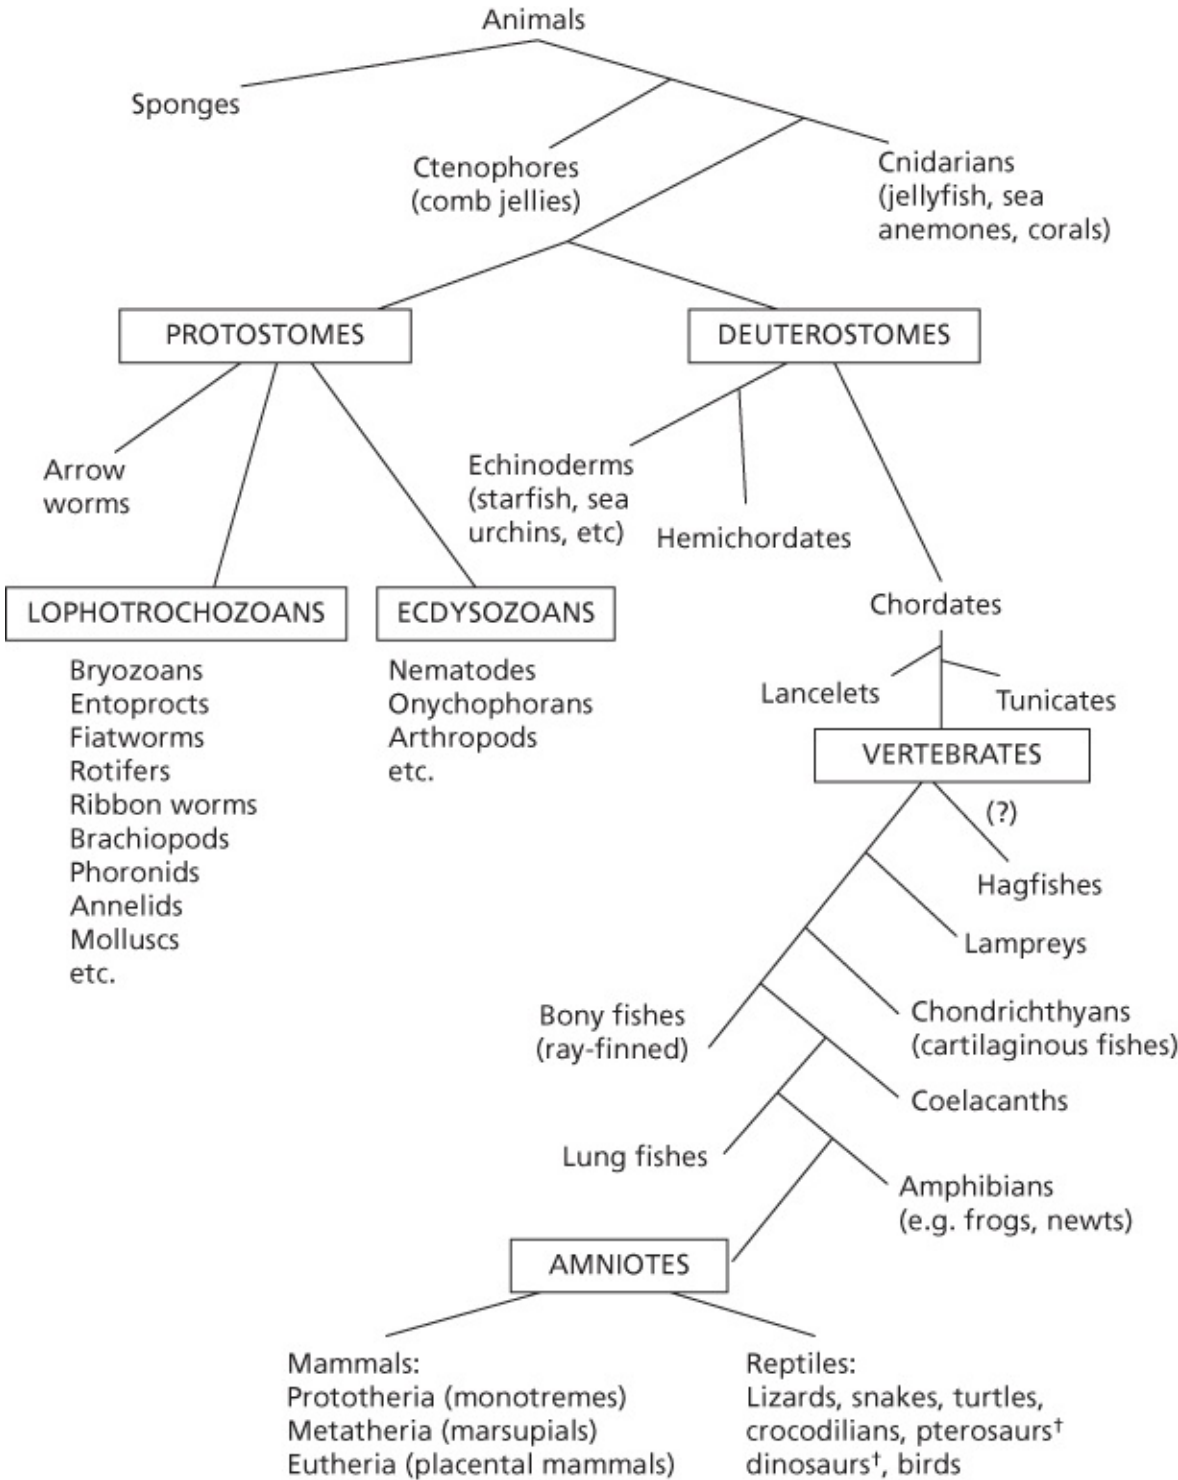 Animals
Sponges
Ctenophores
(comb jellies)
Cnidarians
(jellyfish, sea
anemones, corals)
PROTOSTOMES
DEUTEROSTOMES
Arrow
worms
Echinoderms
(starfish, sea
urchins, etc)
Hemichordates
LOPHOTROCHOZOANS
ECDYSOZOANS
Chordates
Bryozoans
Entoprocts
Fiatworms
Rotifers
Ribbon worms
Brachiopods
Phoronids
Annelids
Molluscs
etc.
Nematodes
Onychophorans
Arthropods
etc.
Lancelets
Tunicates
VERTEBRATES
(?)
Hagfishes
Lampreys
Bony fishes
(ray-finned)
Chondrichthyans
(cartilaginous fishes)
Coelacanths
Lung fishes
Amphibians
(e.g. frogs, newts)
AMNIOTES
Mammals:
Prototheria (monotremes)
Metatheria (marsupials)
Eutheria (placental mammals)
Reptiles:
Lizards, snakes, turtles,
crocodilians, pterosaurs†
dinosaurs†, birds